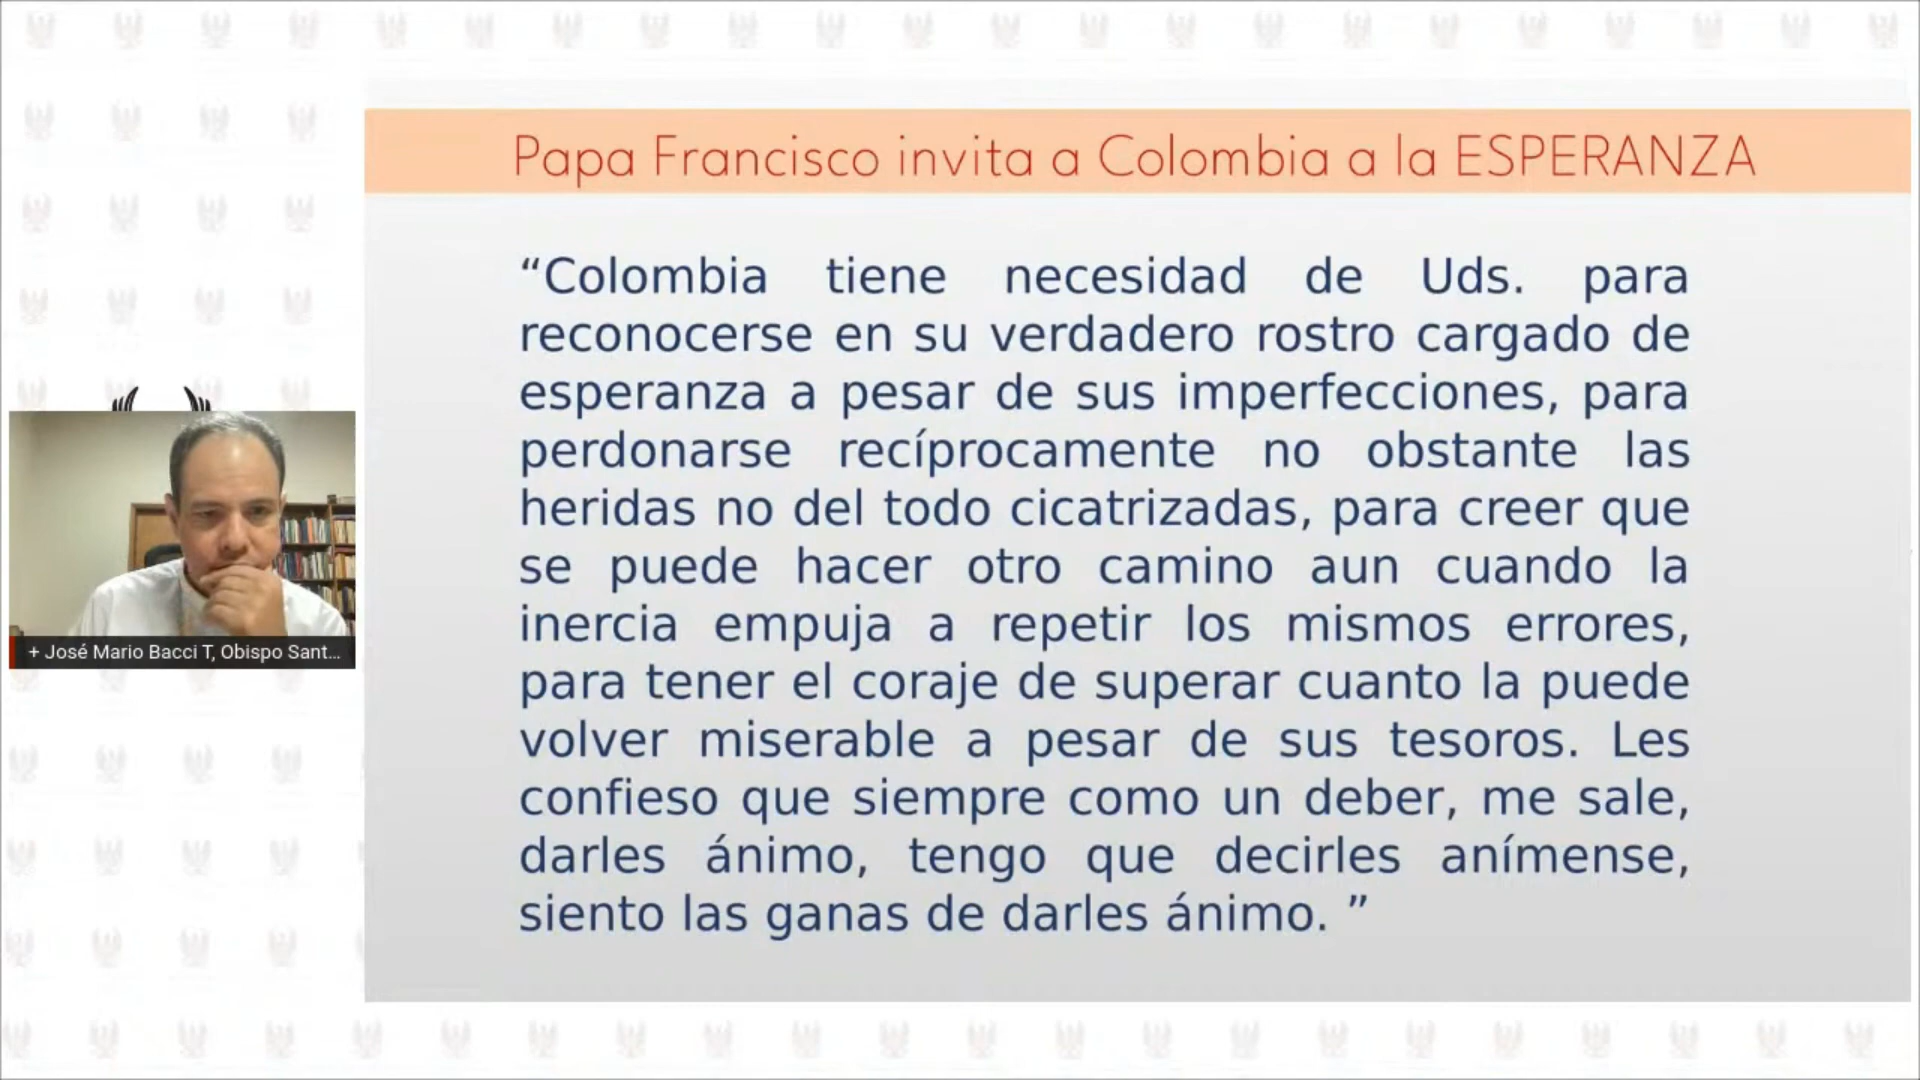 Papa Francisco invita a Colombia a la ESPERANZA
“Colombia tiene necesidad de Uds. para
reconocerse en su verdadero rostro cargado de
esperanza a pesar de sus imperfecciones, para
perdonarse recíprocamente no obstante las
heridas no del todo cicatrizadas, para creer que
se puede hacer otro camino aun cuando la
inercia empuja a repetir los mismos errores,
para tener el coraje de superar cuanto la puede
volver miserable a pesar de sus tesoros. Les
confieso que siempre como un deber, me sale,
darles ánimo, tengo que decirles anímense,
siento las ganas de darles ánimo. ”
+ José Mario Bacci T, Obispo Sant...